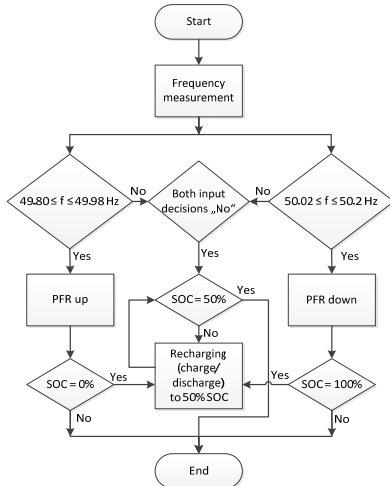 Start
Frequency
measurement
49.80 ≤ f ≤ 49.98 Hz
No
Both input
decisions „No“
No
50.02 ≤ f ≤ 50.2 Hz
Yes
Yes
Yes
PFR up
SOC = 50%
Yes
PFR down
No
Recharging
(charge/
discharge)
to 50% SOC
SOC = 0%
Yes
Yes
SOC = 100%
No
No
End